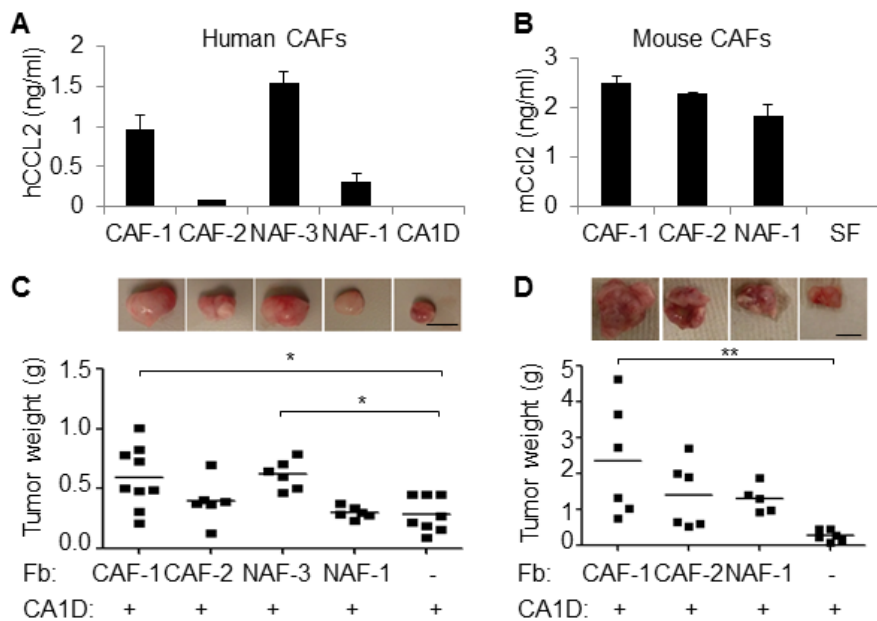 A
Human CAFs
hCCL2 (ng/ml)
2
1.5
1
0.5
0
CAF-1 CAF-2 NAF-3 NAF-1 CA1D
B
Mouse CAFs
mCcl2 (ng/ml)
3
2
1
0
CAF-1 CAF-2 NAF-1 SF
C
*
*
Tumor weight (g)
1.5
1.0
0.5
0.0
Fb: CAF-1 CAF-2 NAF-3 NAF-1 -
CA1D: + + + + +
D
**
Tumor weight (g)
5
4
3
2
1
0
Fb: CAF-1 CAF-2 NAF-1 -
CA1D: + + + +